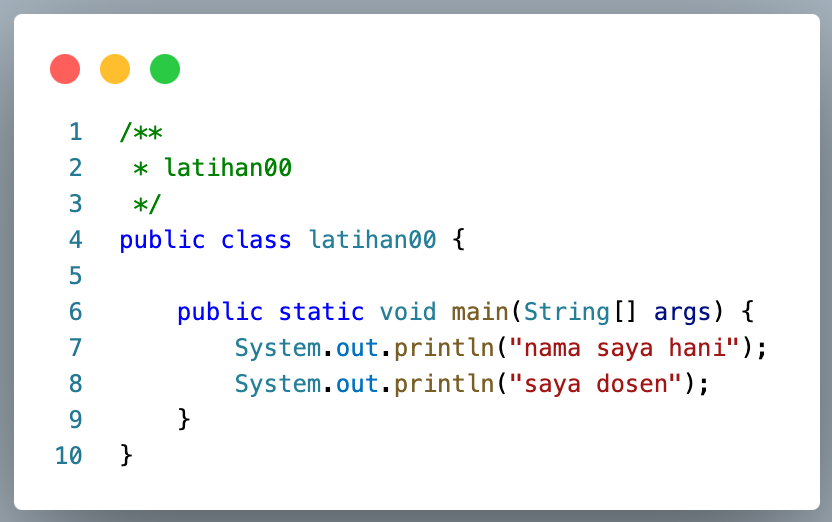 1 /**
2  * latihan00
3  */
4 public class latihan00 {
5
6     public static void main(String[] args) {
7         System.out.println("nama saya hani");
8         System.out.println("saya dosen");
9     }
10 }